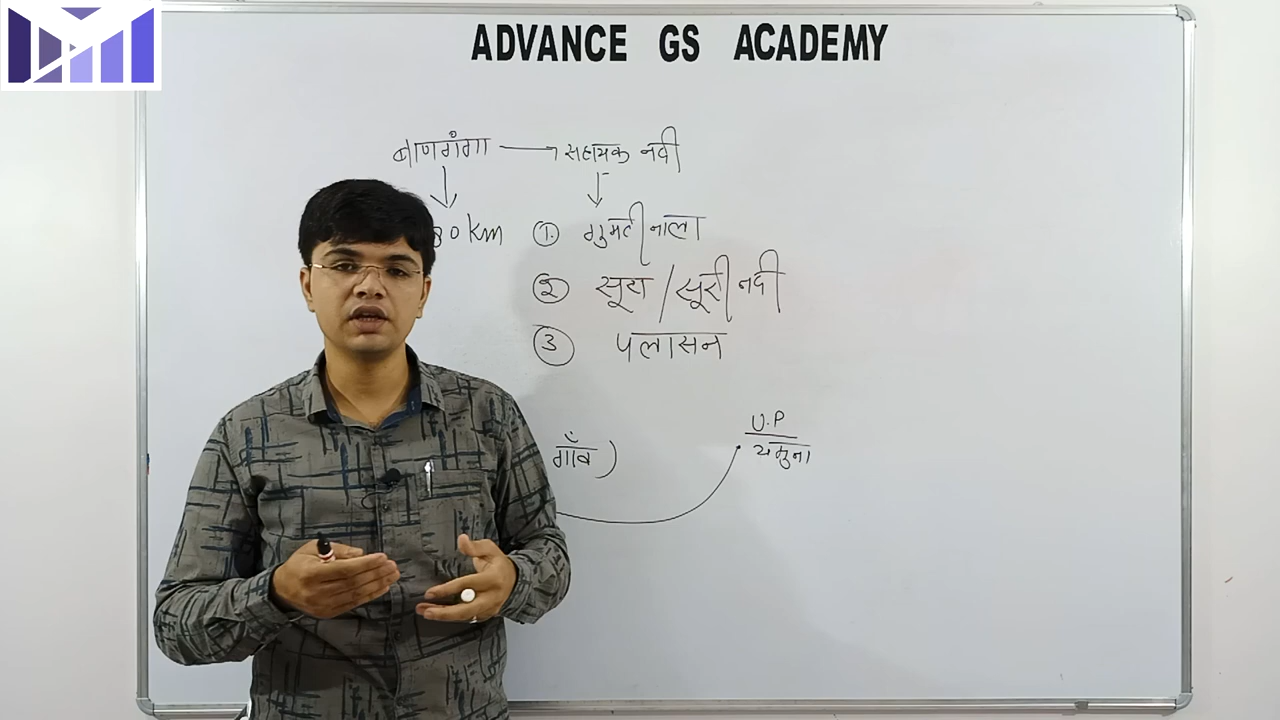 ADVANCE GS ACADEMY
बाणगंगा → सहायक नदी
0 km
①. गुमटी नाला
② सूरा / सूरी नदी
③ पलासन
U.P
गाँव)
यमुना